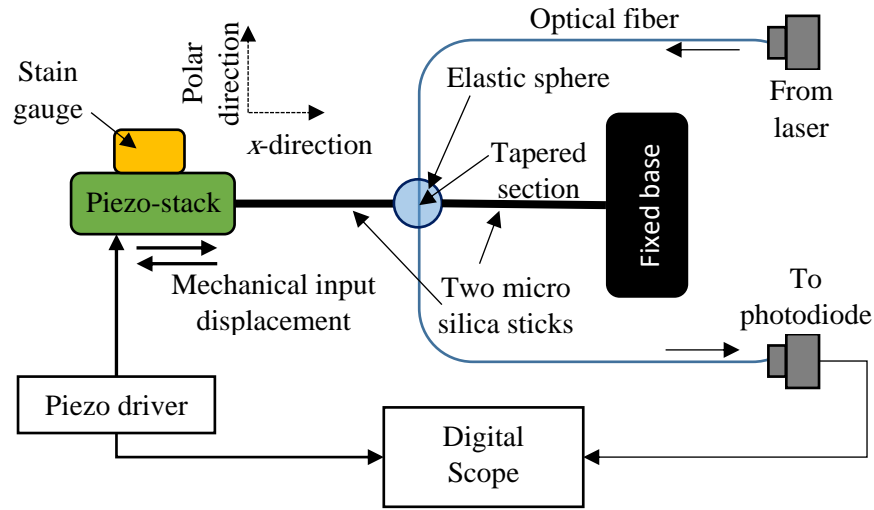 Optical fiber
Stain
gauge
Polar
direction
x-direction
Elastic sphere
From
laser
Tapered
section
Piezo-stack
Fixed base
Mechanical input
displacement
Two micro
silica sticks
To
photodiode
Piezo driver
Digital
Scope